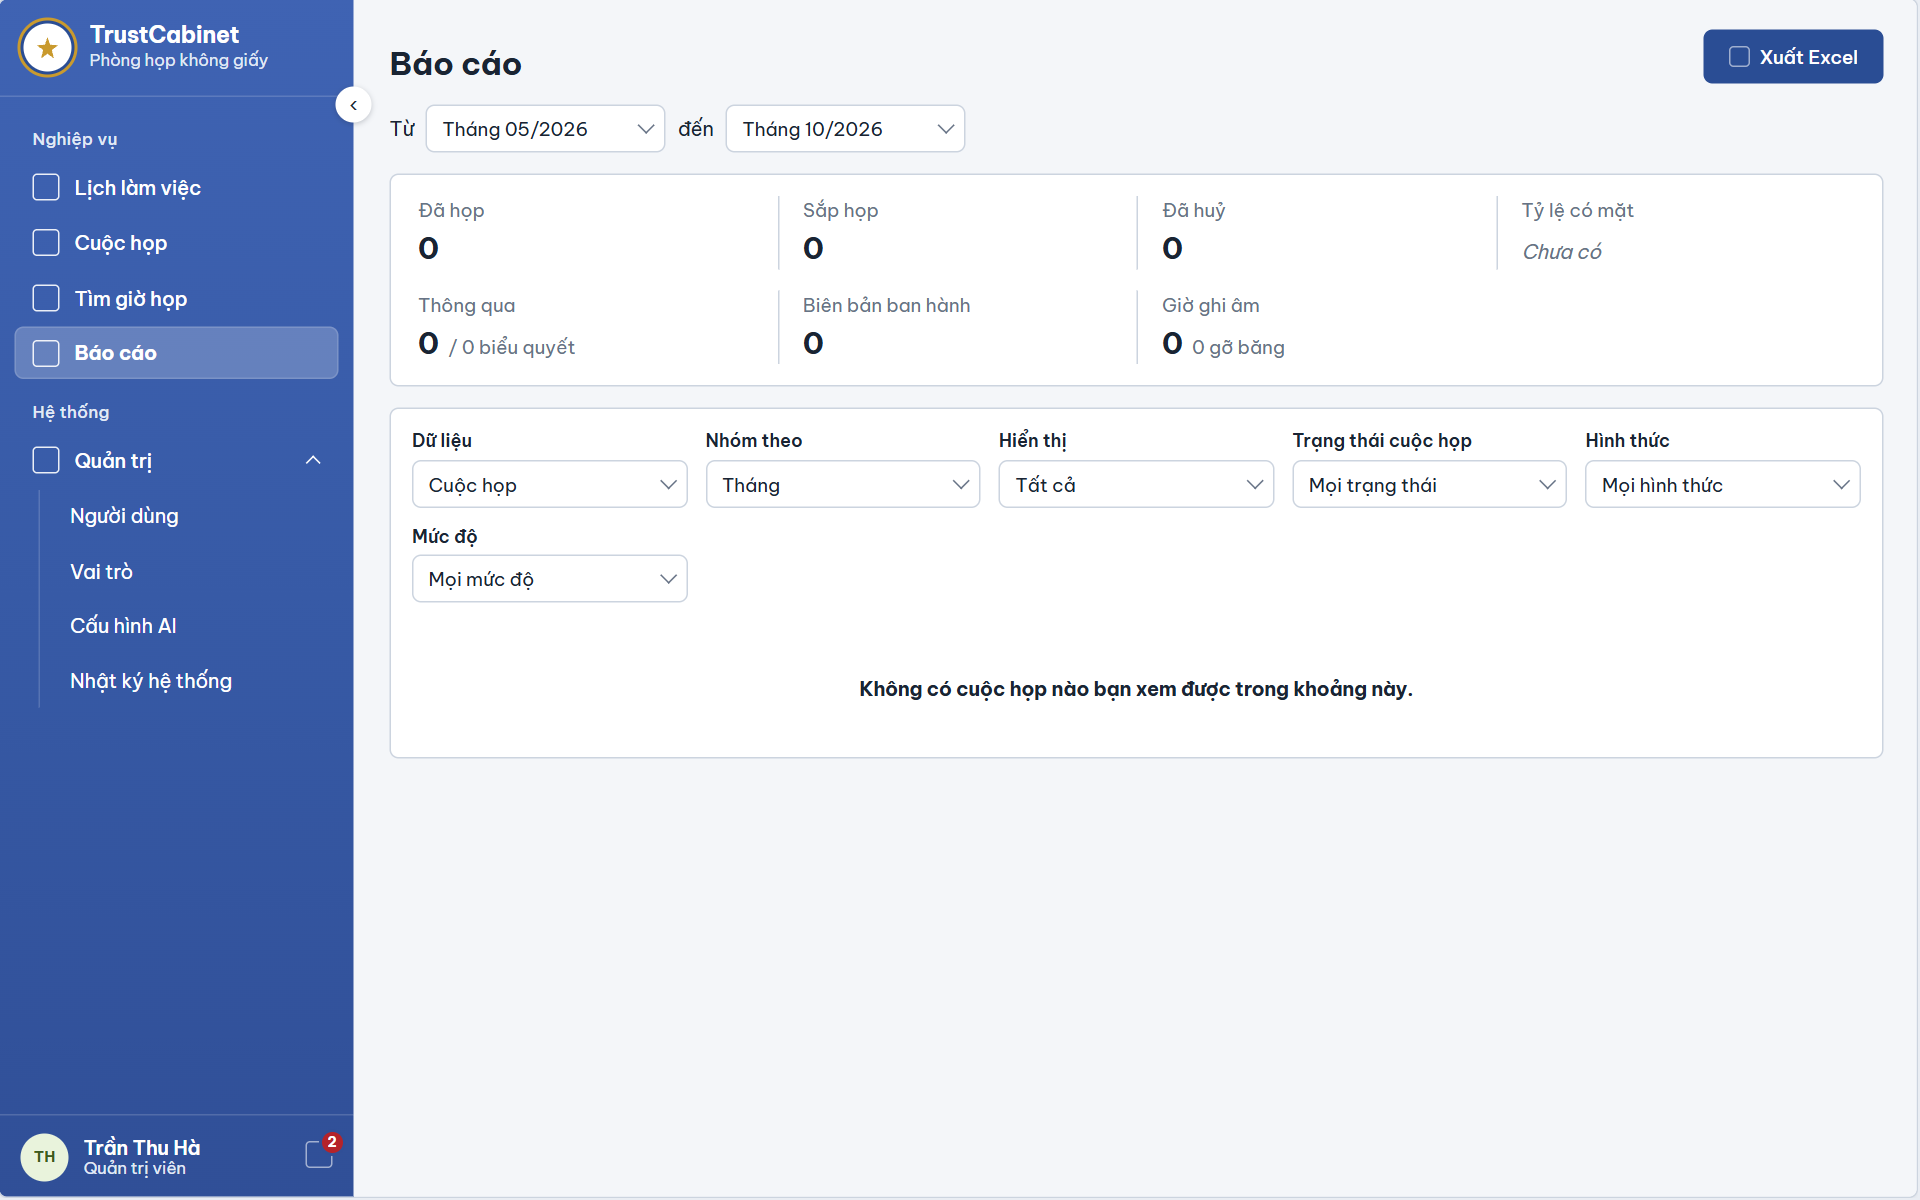 TrustCabinet
Phòng họp không giấy
Nghiệp vụ
Lịch làm việc
Cuộc họp
Tìm giờ họp
Báo cáo
Hệ thống
Quản trị
Người dùng
Vai trò
Cấu hình AI
Nhật ký hệ thống
TH
Trần Thu Hà
Quản trị viên
2
Báo cáo
Xuất Excel
Từ Tháng 05/2026 đến Tháng 10/2026
Đã họp Sắp họp Đã huỷ Tỷ lệ có mặt
0 0 0 Chưa có
Thông qua Biên bản ban hành Giờ ghi âm
0 / 0 biểu quyết 0 0 0 gỡ băng
Dữ liệu Nhóm theo Hiển thị Trạng thái cuộc họp Hình thức
Cuộc họp Tháng Tất cả Mọi trạng thái Mọi hình thức
Mức độ
Mọi mức độ
Không có cuộc họp nào bạn xem được trong khoảng này.